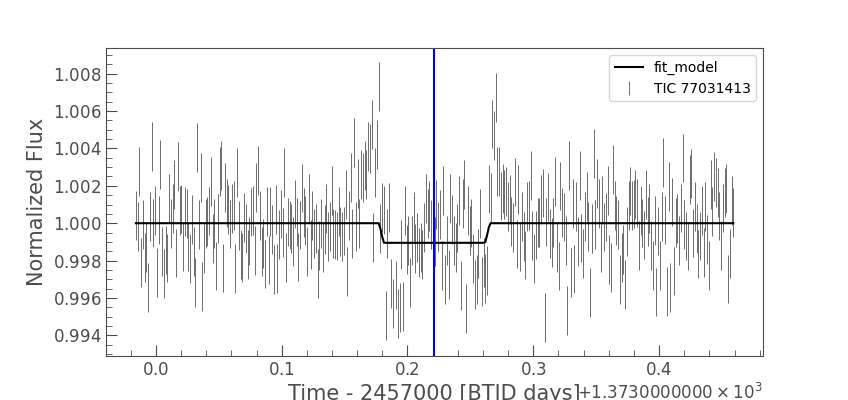 fit_model
TIC 77031413
Normalized Flux
1.008
1.006
1.004
1.002
1.000
0.998
0.996
0.994
0.0
0.1
0.2
0.3
0.4
Time - 2457000 [BTJD days]
+1.3730000000 × 10³